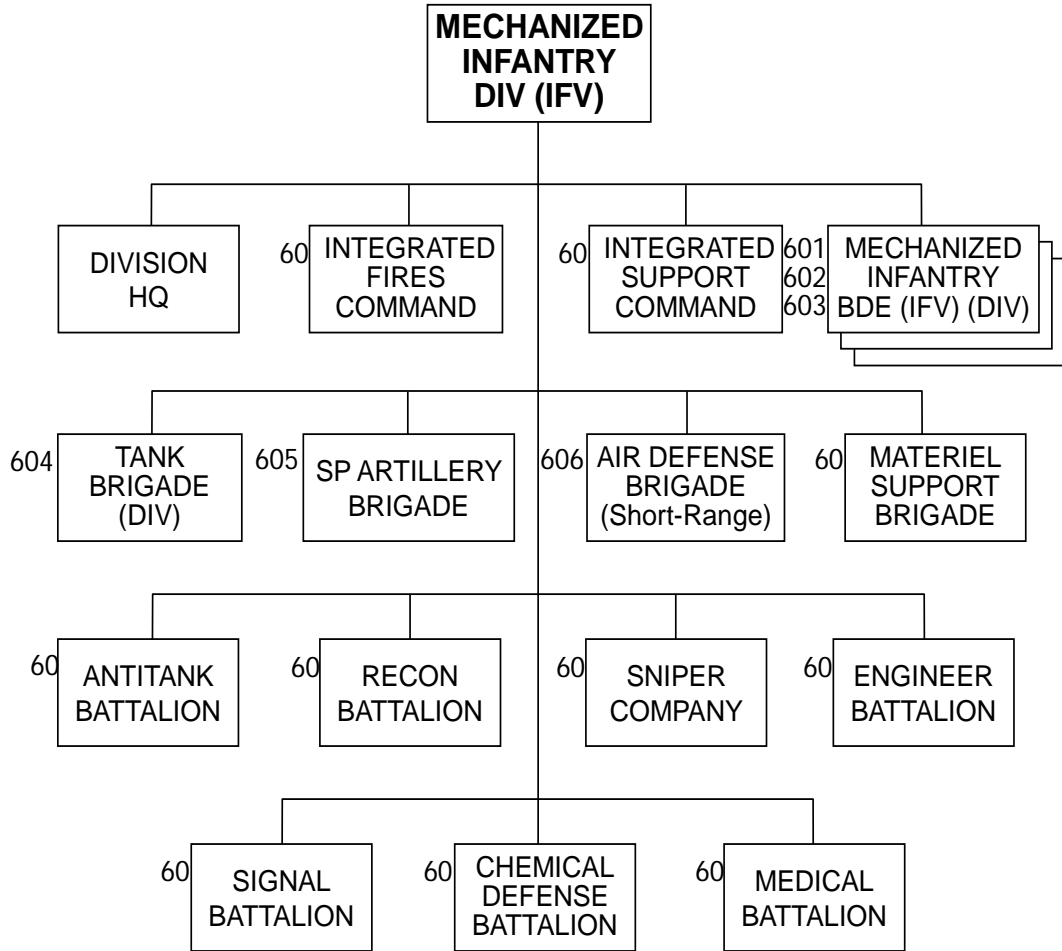 MECHANIZED
INFANTRY
DIV (IFV)
DIVISION
HQ
60
INTEGRATED
FIRES
COMMAND
60
INTEGRATED
SUPPORT
COMMAND
601
602
603
MECHANIZED
INFANTRY
BDE (IFV) (DIV)
604
TANK
BRIGADE
(DIV)
605
SP ARTILLERY
BRIGADE
606
AIR DEFENSE
BRIGADE
(Short-Range)
60
MATERIEL
SUPPORT
BRIGADE
60
ANTITANK
BATTALION
60
RECON
BATTALION
60
SNIPER
COMPANY
60
ENGINEER
BATTALION
60
SIGNAL
BATTALION
60
CHEMICAL
DEFENSE
BATTALION
60
MEDICAL
BATTALION